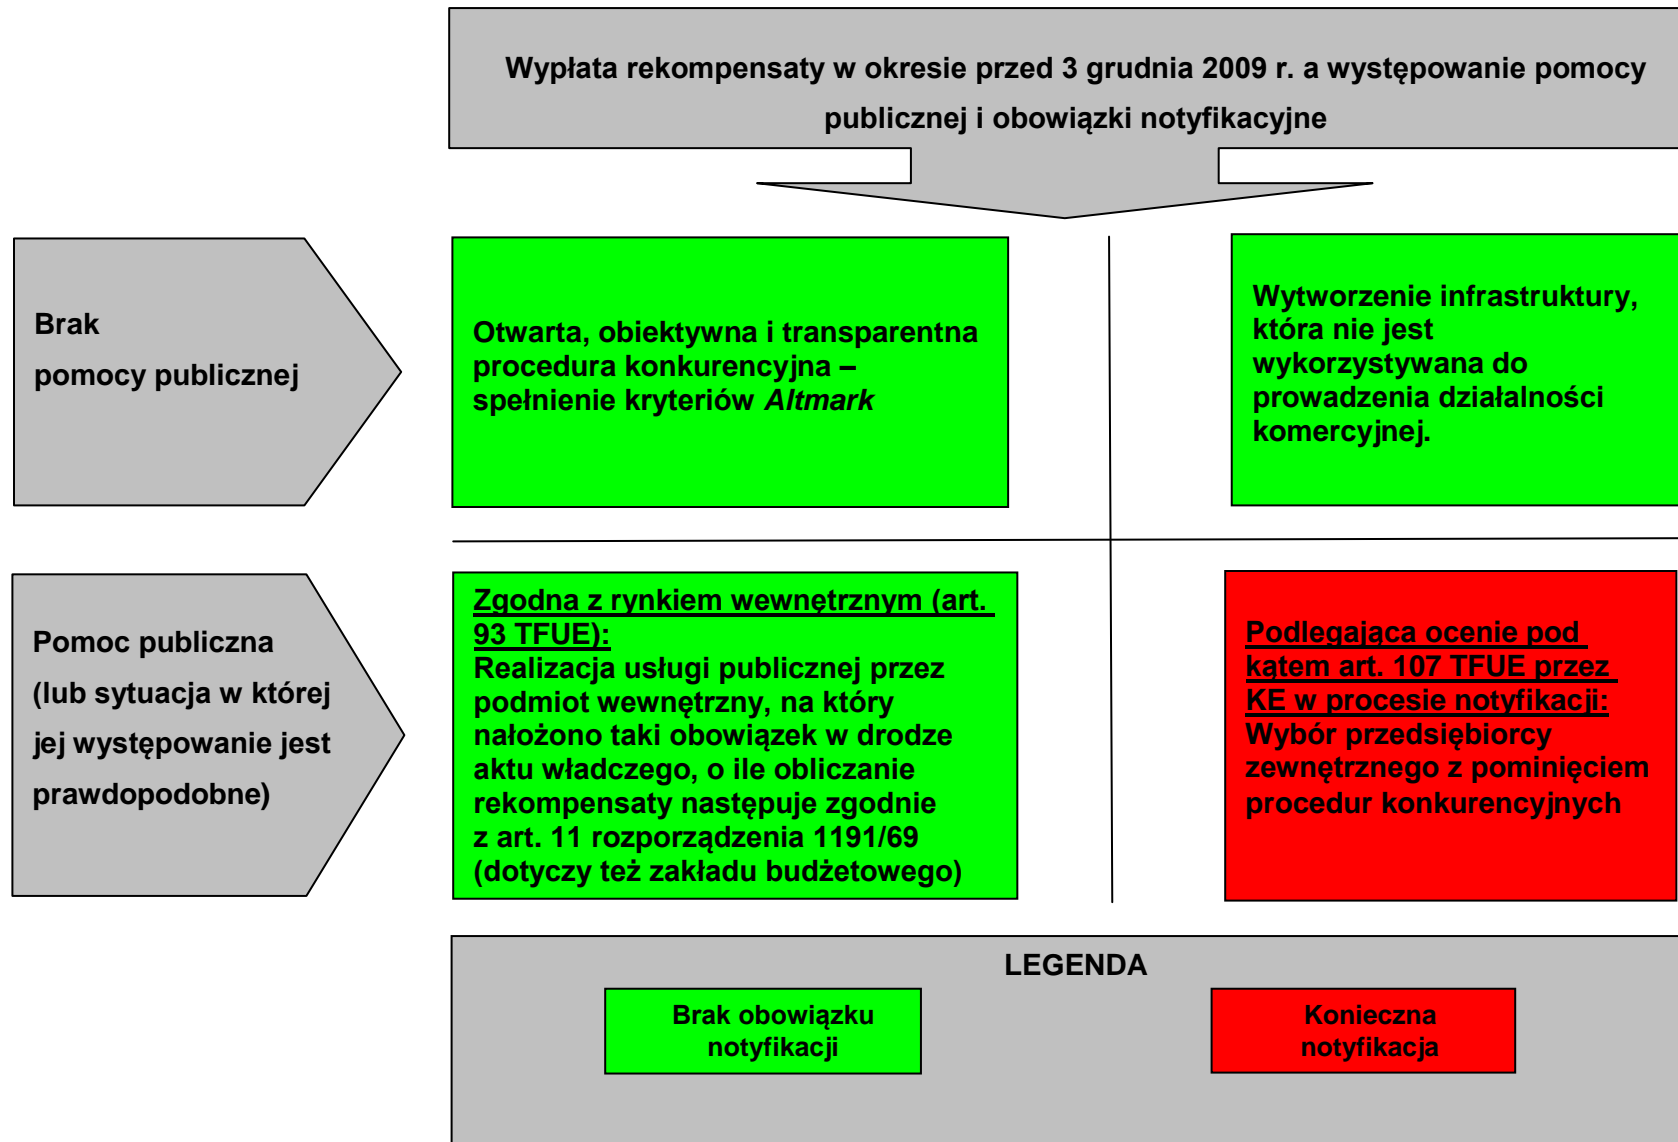 Wypłata rekompensaty w okresie przed 3 grudnia 2009 r. a występowanie pomocy
publicznej i obowiązki notyfikacyjne
Brak
pomocy publicznej
Otwarta, obiektywna i transparentna
procedura konkurencyjna –
spełnienie kryteriów Altmark
Wytworzenie infrastruktury,
która nie jest
wykorzystywana do
prowadzenia działalności
komercyjnej.
Pomoc publiczna
(lub sytuacja w której
jej występowanie jest
prawdopodobne)
Zgodna z rynkiem wewnętrznym (art.
93 TFUE):
Realizacja usługi publicznej przez
podmiot wewnętrzny, na który
nałożono taki obowiązek w drodze
aktu władczego, o ile obliczanie
rekompensaty następuje zgodnie
z art. 11 rozporządzenia 1191/69
(dotyczy też zakładu budżetowego)
Podlegająca ocenie pod
kątem art. 107 TFUE przez
KE w procesie notyfikacji:
Wybór przedsiębiorcy
zewnętrznego z pominięciem
procedur konkurencyjnych
LEGENDA
Brak obowiązku
notyfikacji
Konieczna
notyfikacja